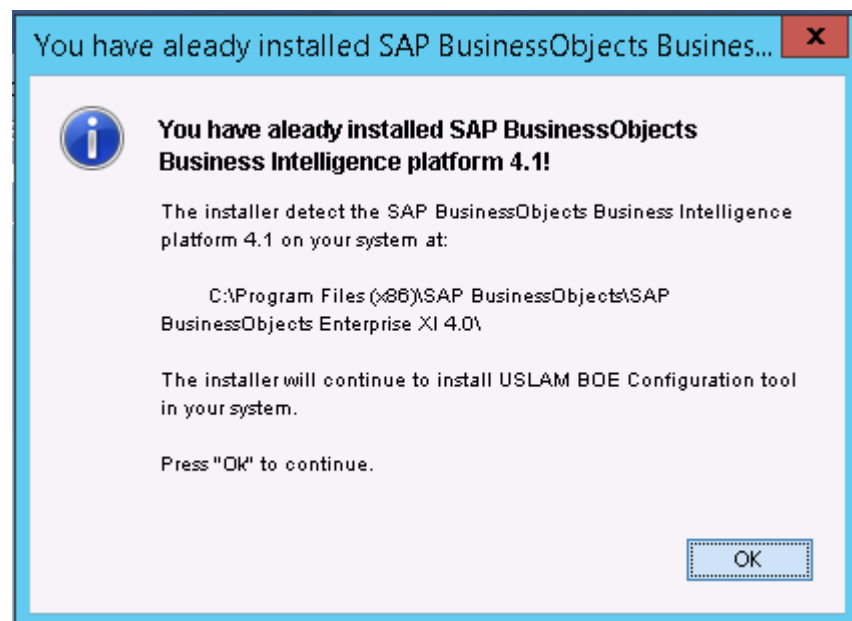 You have aleady installed SAP BusinessObjects Busines...
x
You have aleady installed SAP BusinessObjects
Business Intelligence platform 4.1!
The installer detect the SAP BusinessObjects Business Intelligence
platform 4.1 on your system at:
C:\Program Files (x86)\SAP BusinessObjects\SAP
BusinessObjects Enterprise XI 4.0\
The installer will continue to install USLAM BOE Configuration tool
in your system.
Press "Ok" to continue.
OK